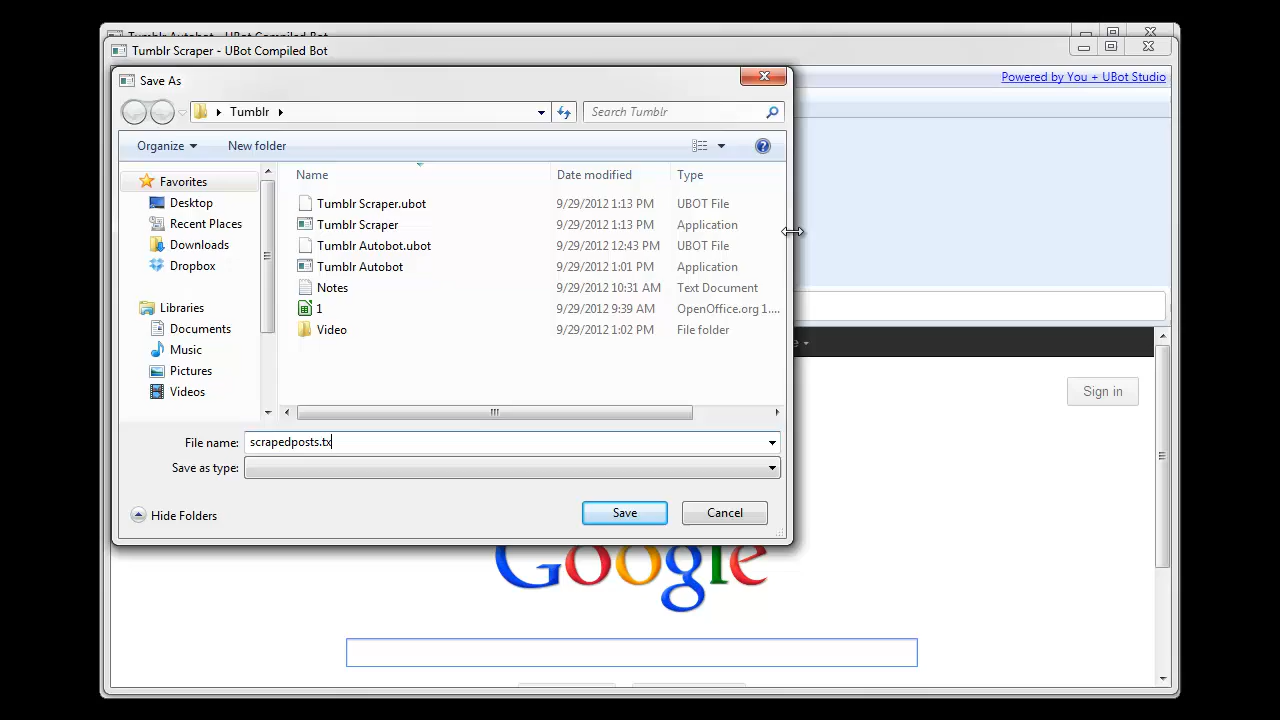 Tumblr Autobot - UBot Compiled Bot
Tumblr Scraper - UBot Compiled Bot
Save As
Powered by You + UBot Studio
Tumblr
Search Tumblr
Organize
New folder
Name
Date modified
Type
Favorites
Desktop
Recent Places
Downloads
Dropbox
Libraries
Documents
Music
Pictures
Videos
Tumblr Scraper.ubot 9/29/2012 1:13 PM UBOT File
Tumblr Scraper 9/29/2012 1:13 PM Application
Tumblr Autobot.ubot 9/29/2012 12:43 PM UBOT File
Tumblr Autobot 9/29/2012 1:01 PM Application
Notes 9/29/2012 10:31 AM Text Document
1 9/29/2012 9:39 AM OpenOffice.org 1....
Video 9/29/2012 1:02 PM File folder
Sign in
File name: scrapedposts.tx
Save as type:
Hide Folders
Save
Cancel
Google